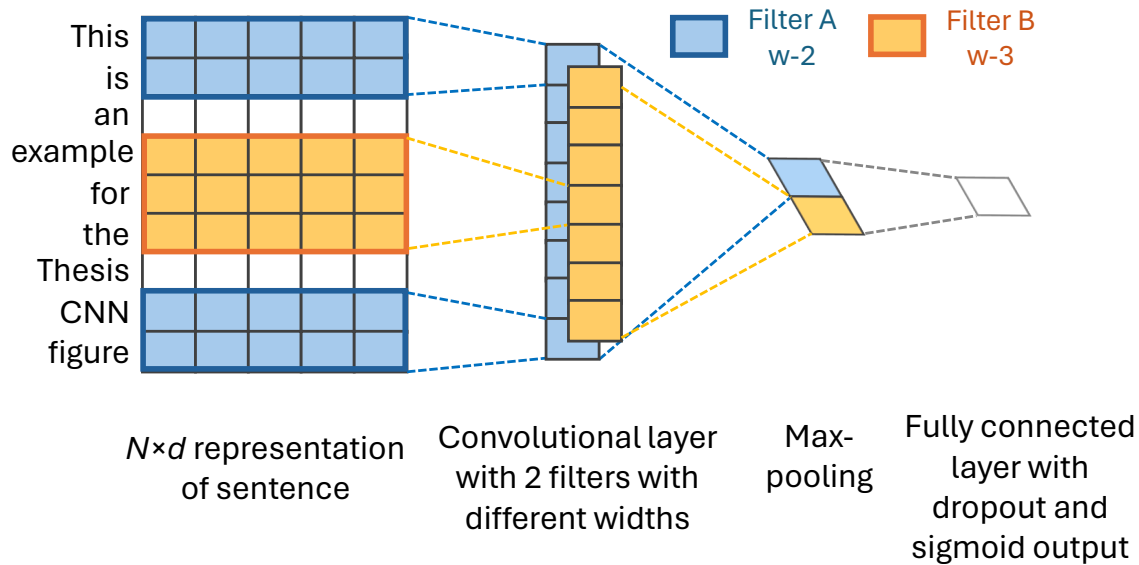 This
is
an
example
for
the
Thesis
CNN
figure
Filter A
w-2
Filter B
w-3
N×d representation
of sentence
Convolutional layer
with 2 filters with
different widths
Max-
pooling
Fully connected
layer with
dropout and
sigmoid output